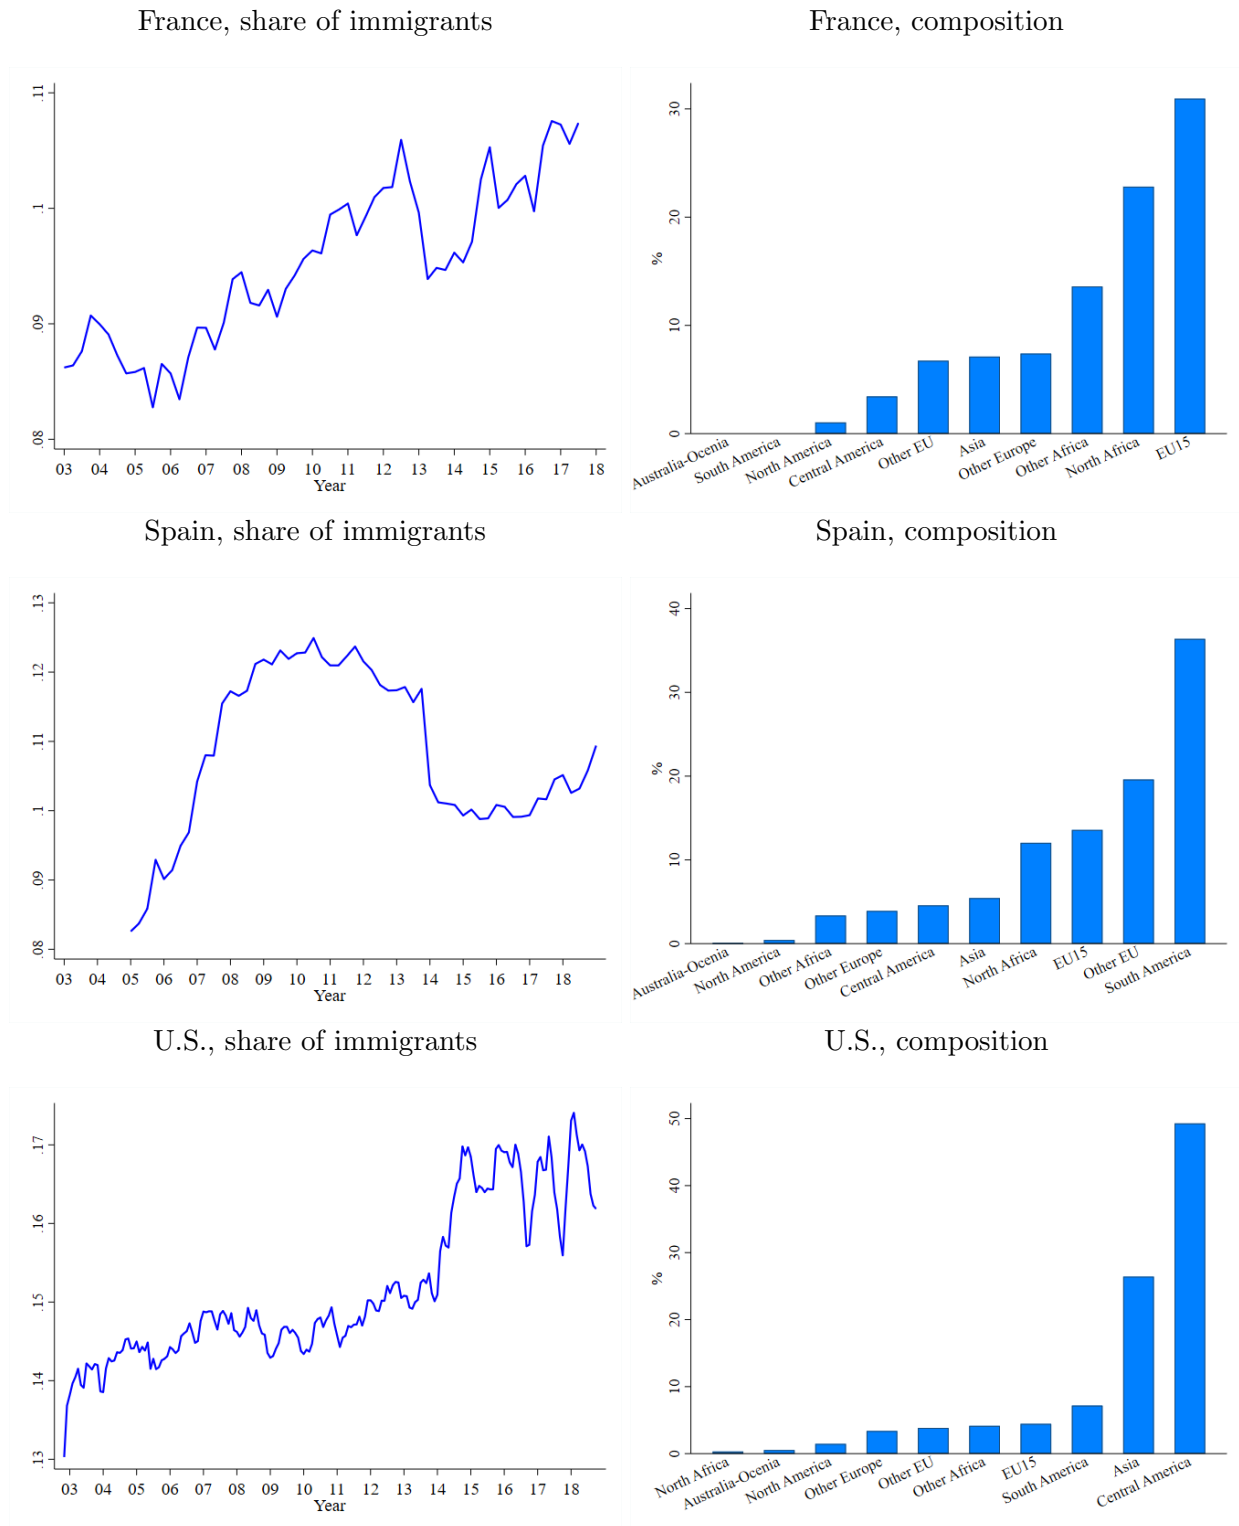 France, share of immigrants
.11
.1
.09
.08
03 04 05 06 07 08 09 10 11 12 13 14 15 16 17 18
Year
France, composition
30
20
10
0
%
Australia-Ocenia South America North America Central America Other EU Asia Other Europe Other Africa North Africa EU15
Spain, share of immigrants
.13
.12
.11
.1
.09
.08
03 04 05 06 07 08 09 10 11 12 13 14 15 16 17 18
Year
Spain, composition
40
30
20
10
0
%
Australia-Ocenia North America Other Africa Other Europe Central America Asia North Africa EU15 Other EU South America
U.S., share of immigrants
.17
.16
.15
.14
.13
03 04 05 06 07 08 09 10 11 12 13 14 15 16 17 18
Year
U.S., composition
50
40
30
20
10
0
%
North Africa Australia-Ocenia North America Other Europe Other EU Other Africa EU15 South America Asia Central America